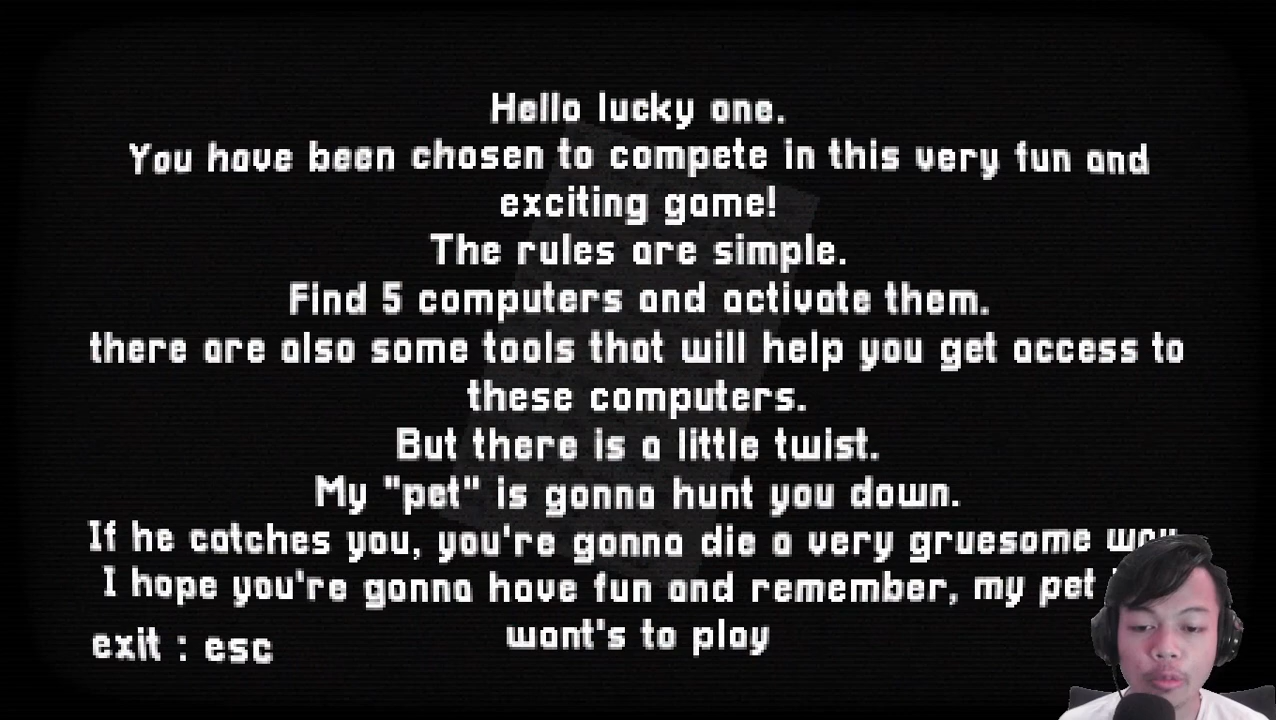 Hello lucky one.
You have been chosen to compete in this very fun and
exciting game!
The rules are simple.
Find 5 computers and activate them.
there are also some tools that will help you get access to
these computers.
But there is a little twist.
My "pet" is gonna hunt you down.
If he catches you, you're gonna die a very gruesome way
I hope you're gonna have fun and remember, my pet
want's to play
exit : esc